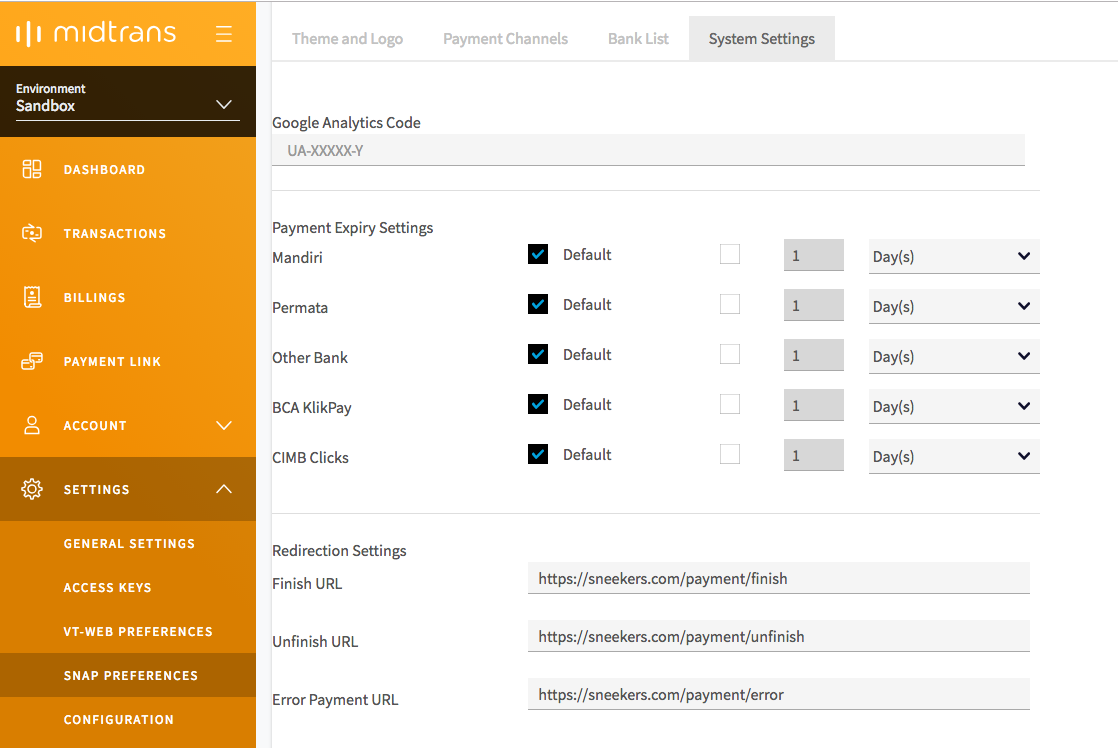 midtrans
Environment
Sandbox
DASHBOARD
TRANSACTIONS
BILLINGS
PAYMENT LINK
ACCOUNT
SETTINGS
GENERAL SETTINGS
ACCESS KEYS
VT-WEB PREFERENCES
SNAP PREFERENCES
CONFIGURATION
Theme and Logo Payment Channels Bank List System Settings
Google Analytics Code
UA-XXXXX-Y
Payment Expiry Settings
Mandiri Default 1 Day(s)
Permata Default 1 Day(s)
Other Bank Default 1 Day(s)
BCA KlikPay Default 1 Day(s)
CIMB Clicks Default 1 Day(s)
Redirection Settings
Finish URL https://sneekers.com/payment/finish
Unfinish URL https://sneekers.com/payment/unfinish
Error Payment URL https://sneekers.com/payment/error